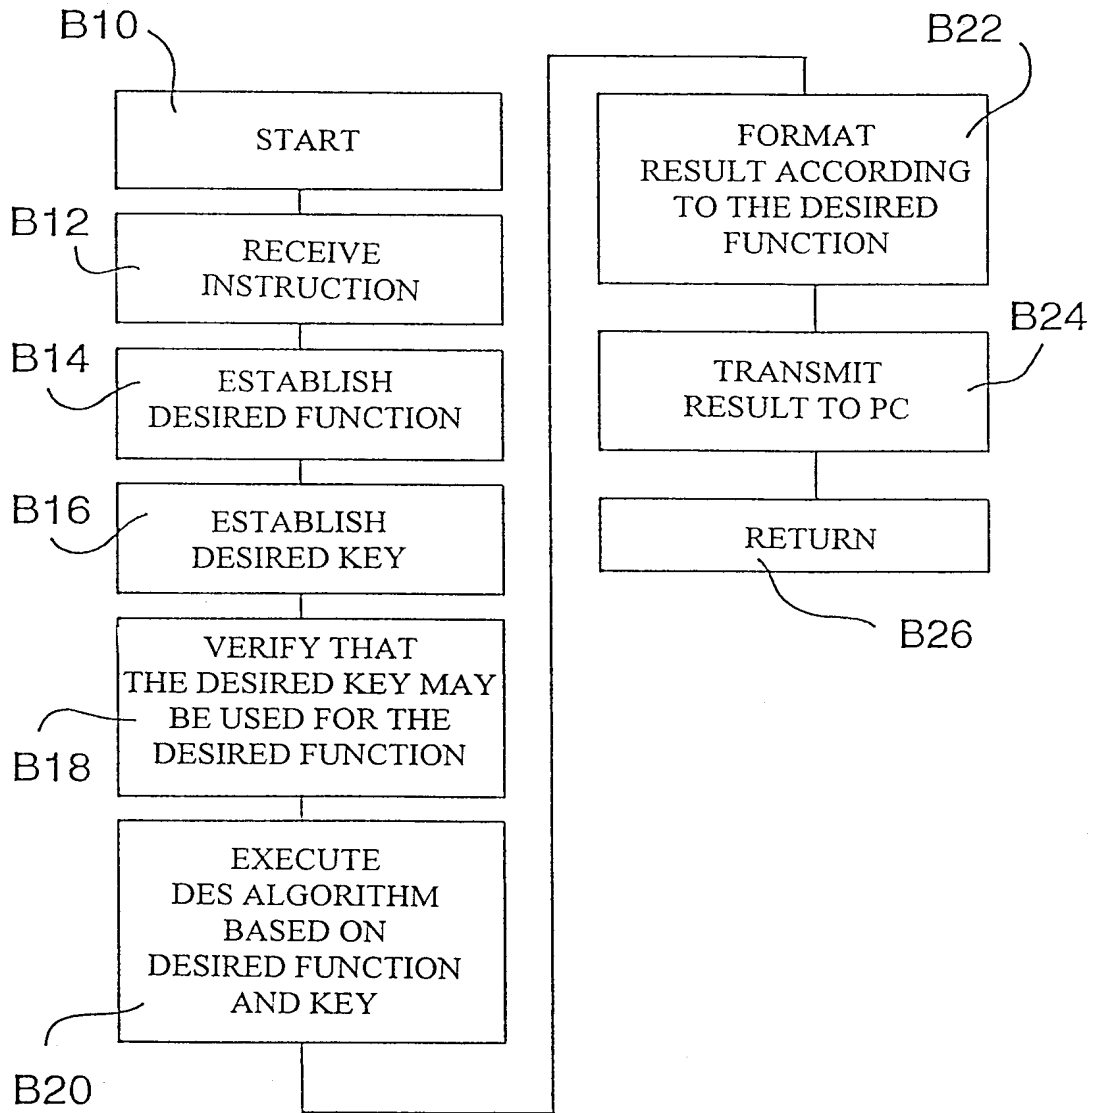 B10
START
B12
RECEIVE
INSTRUCTION
B14
ESTABLISH
DESIRED FUNCTION
B16
ESTABLISH
DESIRED KEY
VERIFY THAT
THE DESIRED KEY MAY
BE USED FOR THE
DESIRED FUNCTION
B18
EXECUTE
DES ALGORITHM
BASED ON
DESIRED FUNCTION
AND KEY
B20
B22
FORMAT
RESULT ACCORDING
TO THE DESIRED
FUNCTION
B24
TRANSMIT
RESULT TO PC
RETURN
B26